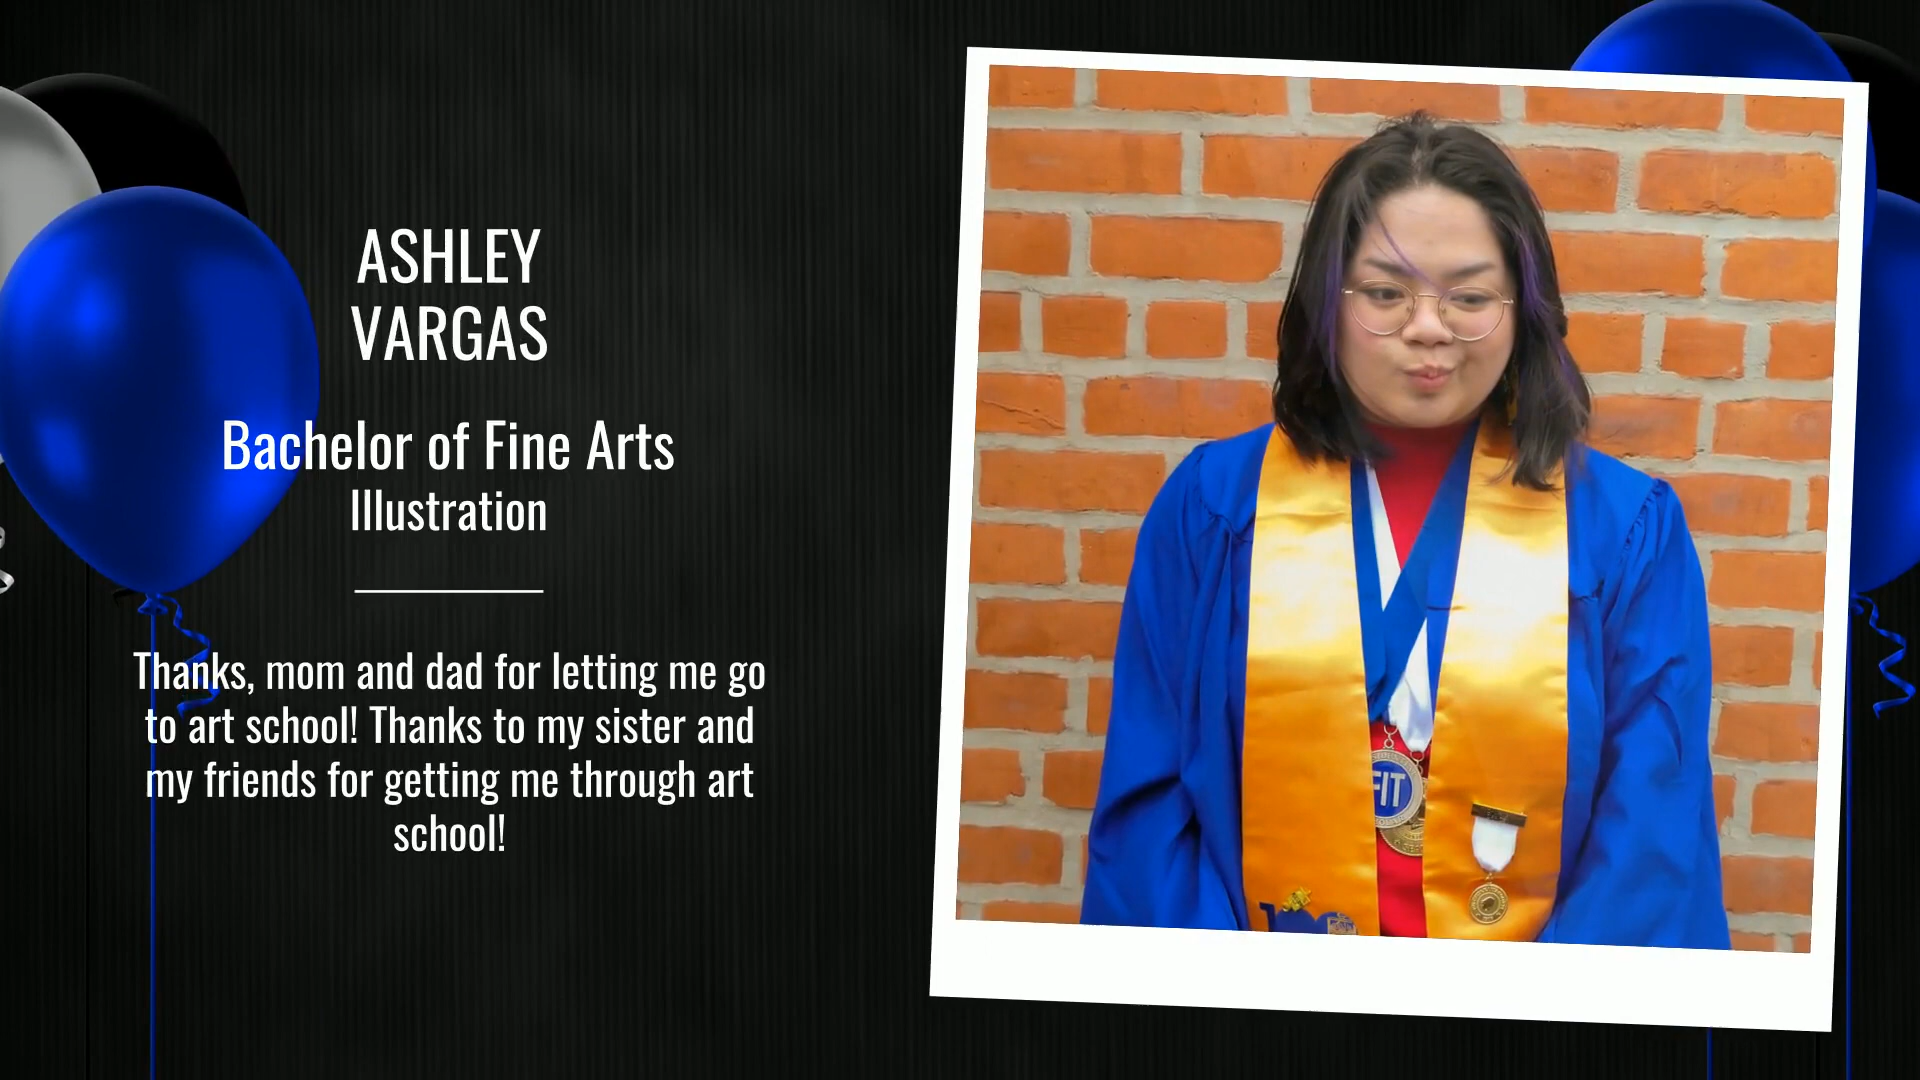 ASHLEY
VARGAS
Bachelor of Fine Arts
Illustration
Thanks, mom and dad for letting me go
to art school! Thanks to my sister and
my friends for getting me through art
school!
FIT